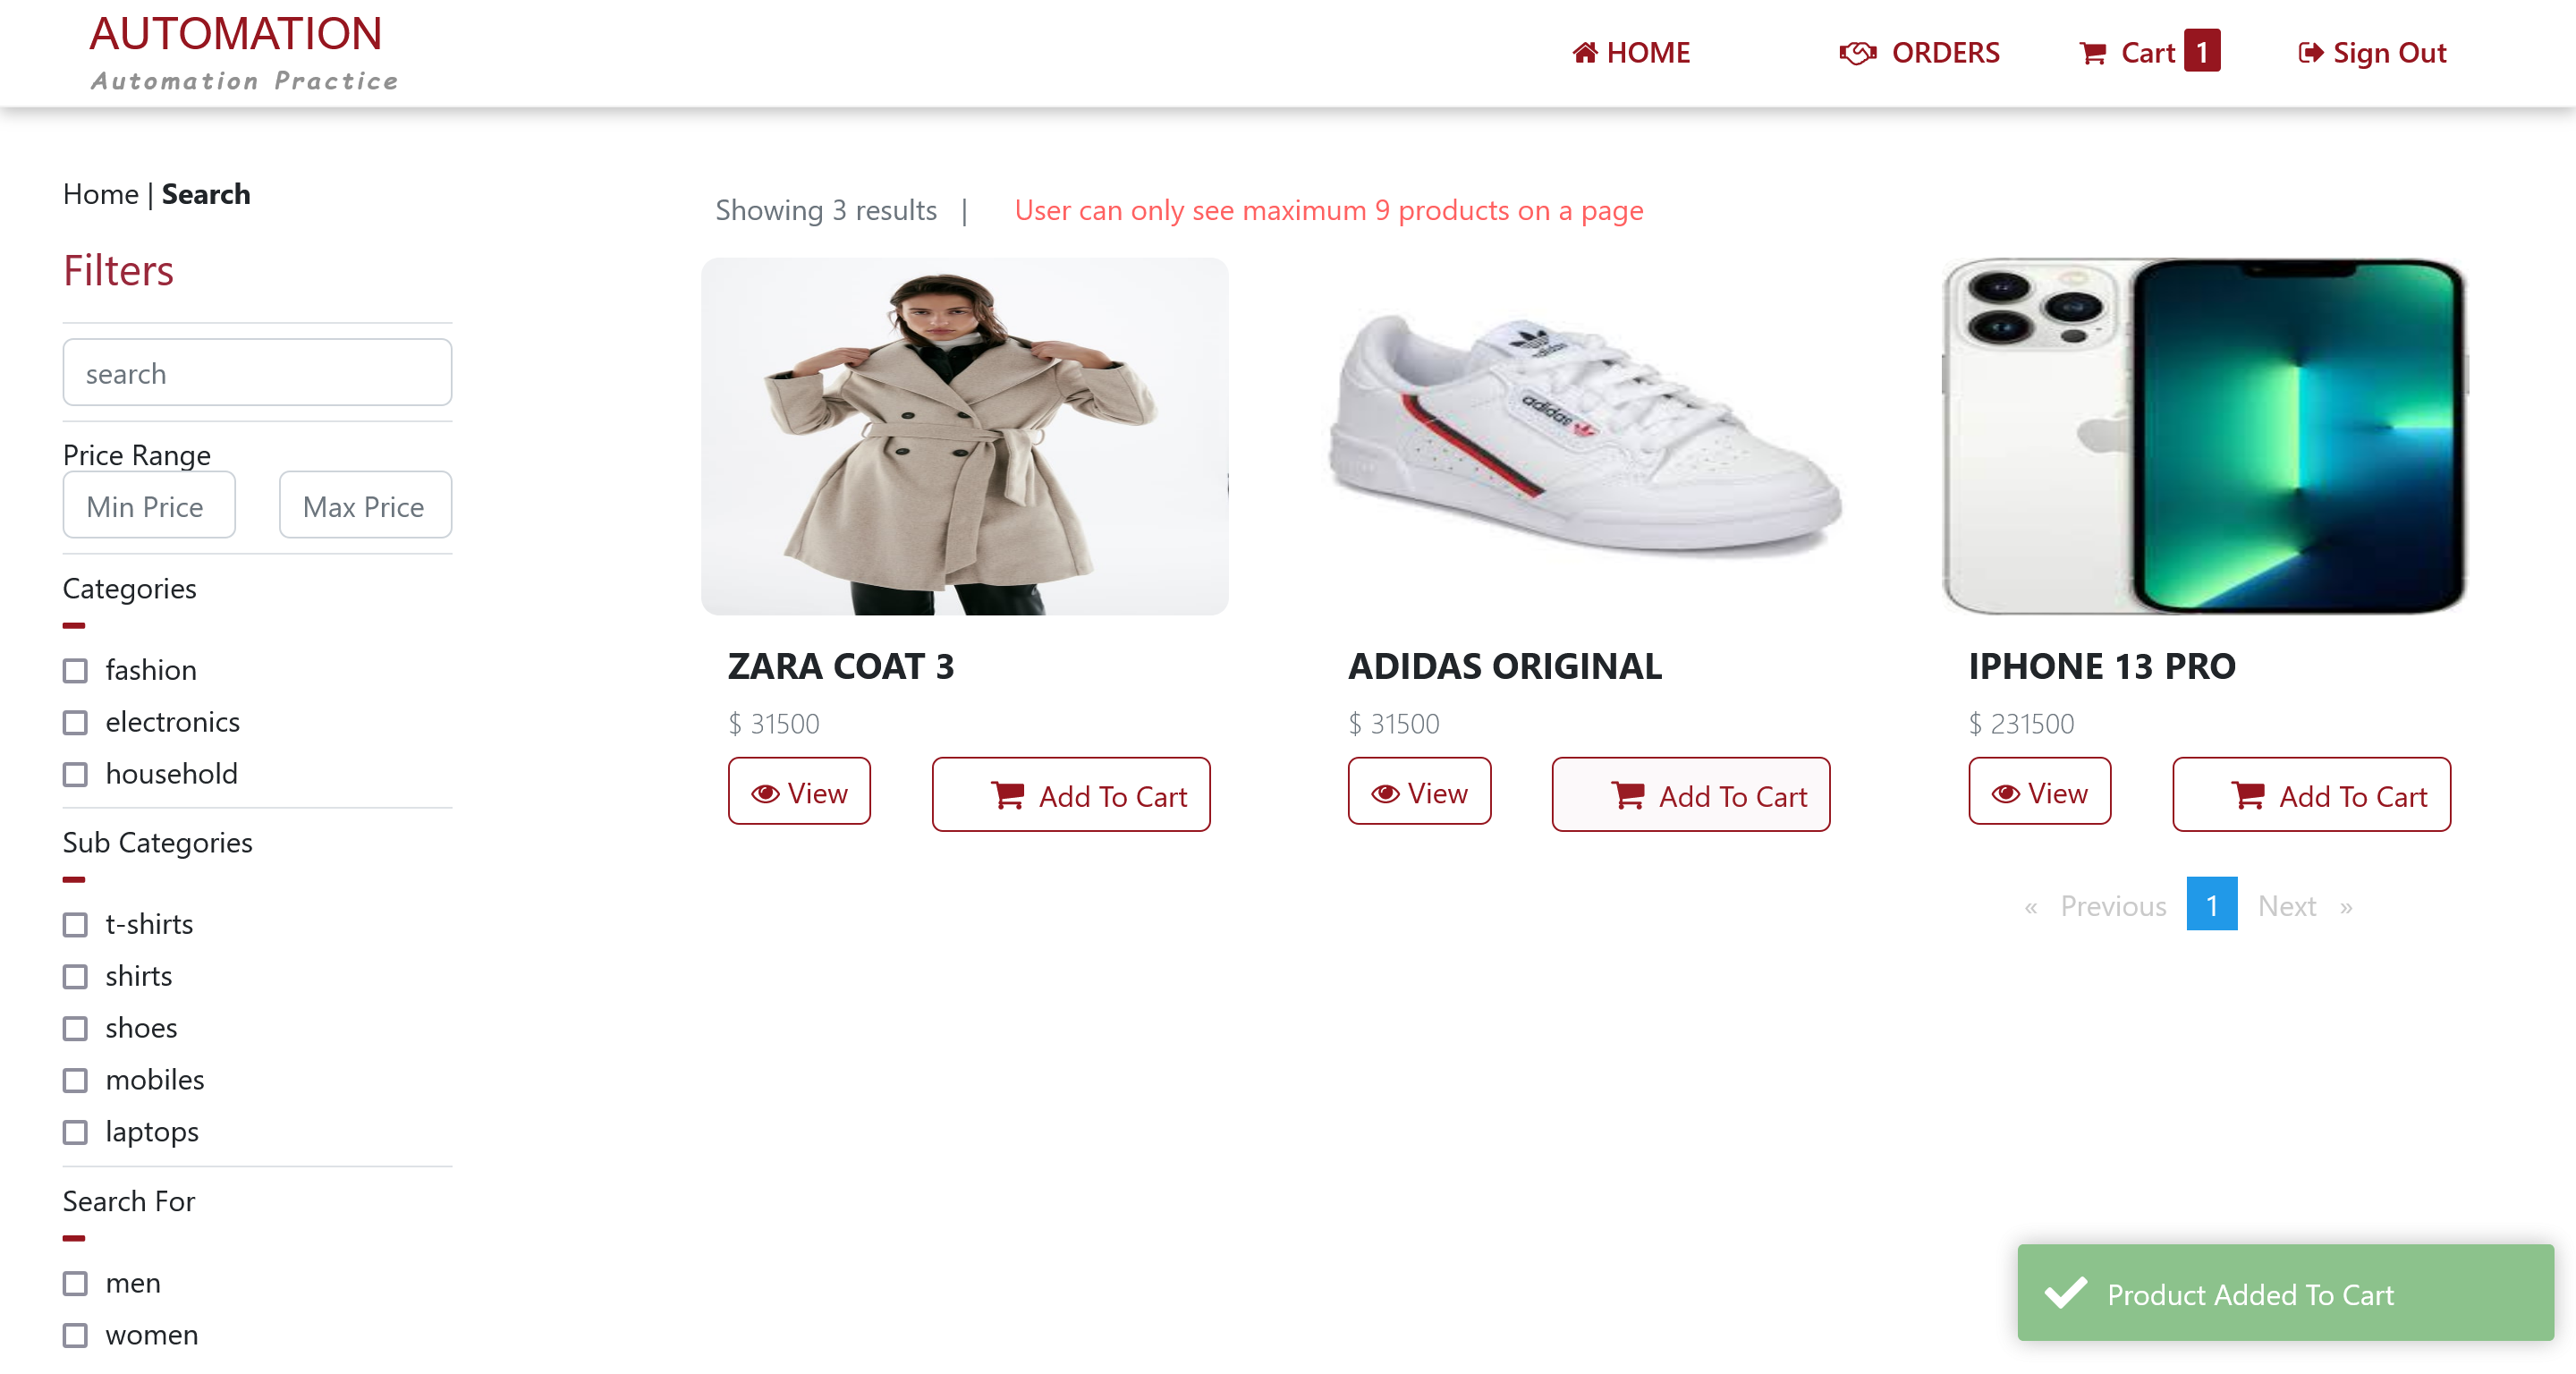 AUTOMATION
Automation Practice
HOME
ORDERS
Cart 1
Sign Out
Home | Search
Showing 3 results |
User can only see maximum 9 products on a page
Filters
search
Price Range
Min Price
Max Price
Categories
fashion
electronics
household
Sub Categories
t-shirts
shirts
shoes
mobiles
laptops
Search For
men
women
adidas
adidas
ZARA COAT 3
$ 31500
View
Add To Cart
ADIDAS ORIGINAL
$ 31500
View
Add To Cart
IPHONE 13 PRO
$ 231500
View
Add To Cart
« Previous 1 Next »
Product Added To Cart